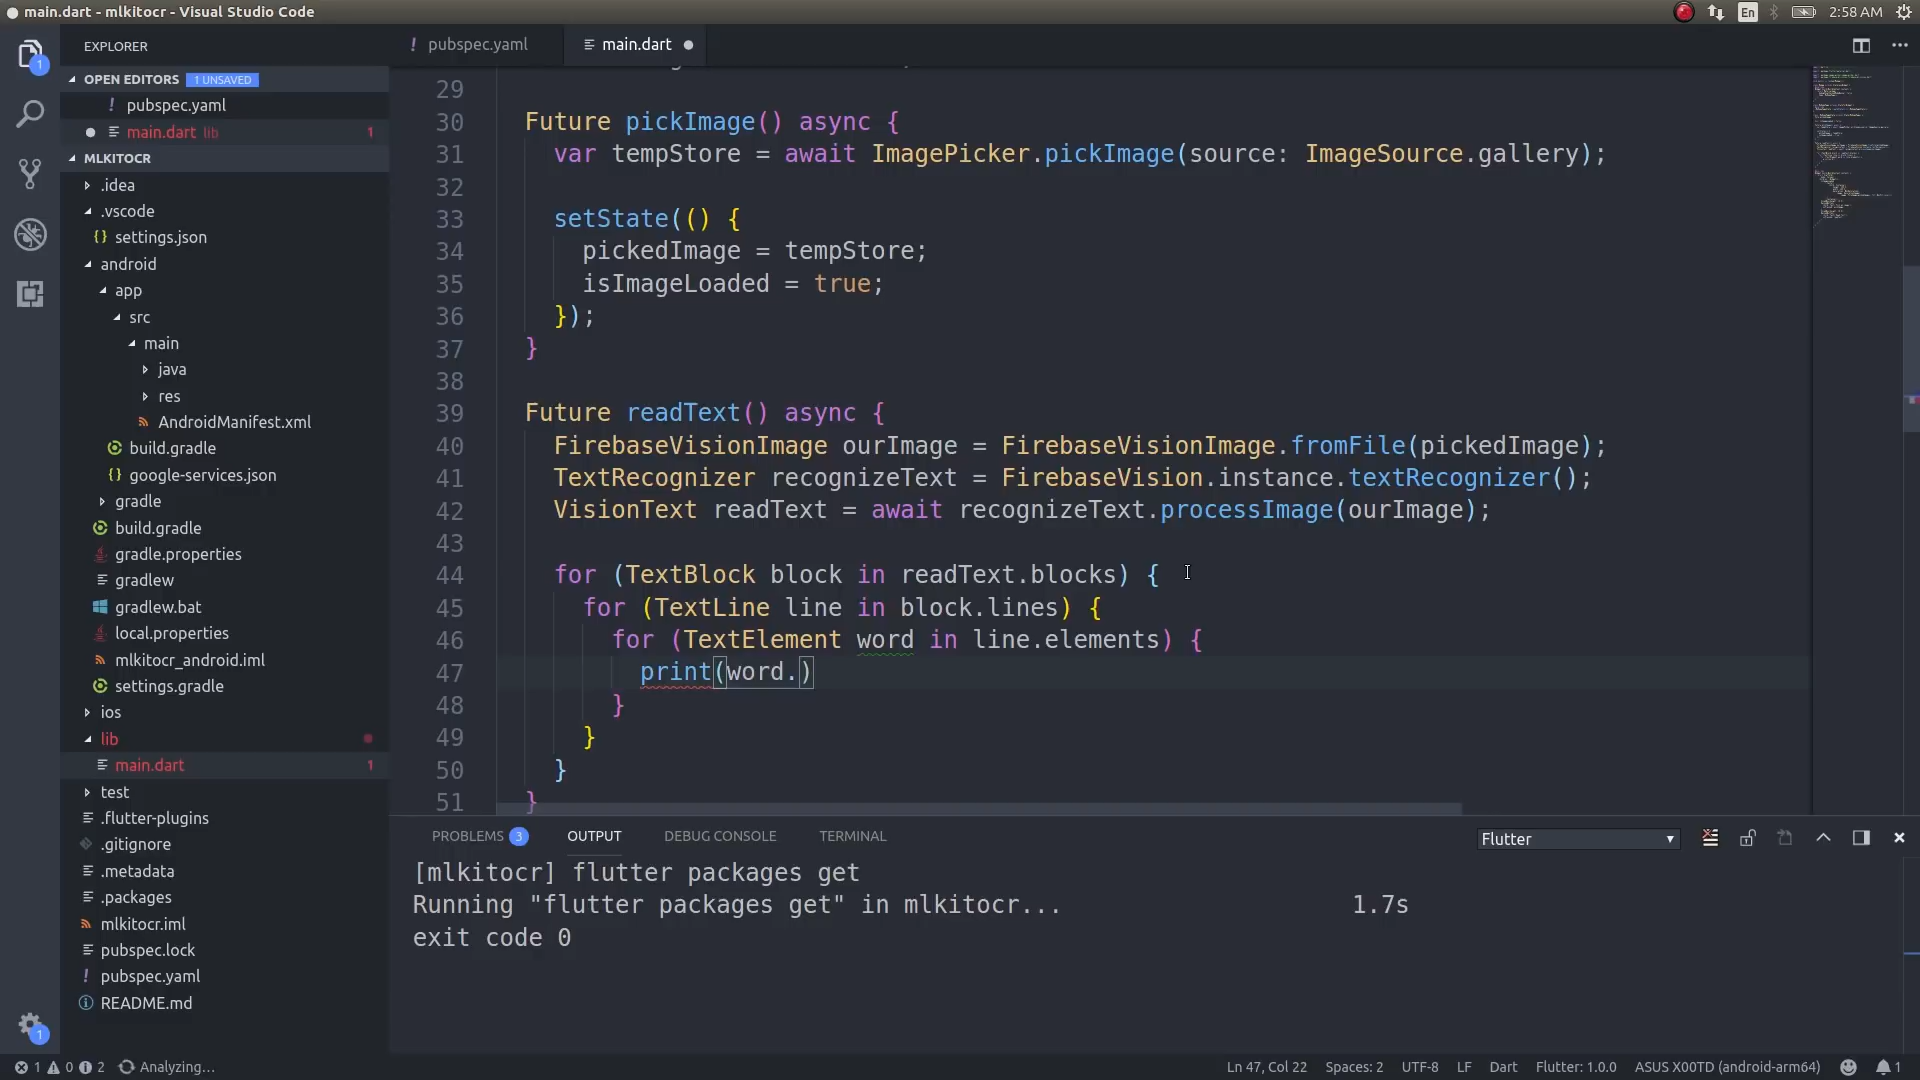 main.dart - mlkitocr - Visual Studio Code
En
2:58 AM
EXPLORER
OPEN EDITORS 1 UNSAVED
! pubspec.yaml
main.dart lib 1
MLKITOCR
.idea
.vscode
{} settings.json
android
app
src
main
java
res
AndroidManifest.xml
build.gradle
{} google-services.json
gradle
build.gradle
gradle.properties
gradlew
gradlew.bat
local.properties
mlkitocr_android.iml
settings.gradle
ios
lib
main.dart 1
test
.flutter-plugins
.gitignore
.metadata
.packages
mlkitocr.iml
pubspec.lock
! pubspec.yaml
README.md
1
1
! pubspec.yaml
main.dart
29
30 Future pickImage() async {
31 var tempStore = await ImagePicker.pickImage(source: ImageSource.gallery);
32
33 setState(() {
34 pickedImage = tempStore;
35 isImageLoaded = true;
36 });
37 }
38
39 Future readText() async {
40 FirebaseVisionImage ourImage = FirebaseVisionImage.fromFile(pickedImage);
41 TextRecognizer recognizeText = FirebaseVision.instance.textRecognizer();
42 VisionText readText = await recognizeText.processImage(ourImage);
43
44 for (TextBlock block in readText.blocks) {
45 for (TextLine line in block.lines) {
46 for (TextElement word in line.elements) {
47 print(word.)
48 }
49 }
50 }
51 }
PROBLEMS 3 OUTPUT DEBUG CONSOLE TERMINAL Flutter
[mlkitocr] flutter packages get
Running "flutter packages get" in mlkitocr... 1.7s
exit code 0
1 0 2 Analyzing... Ln 47, Col 22 Spaces: 2 UTF-8 LF Dart Flutter: 1.0.0 ASUS X00TD (android-arm64) 1